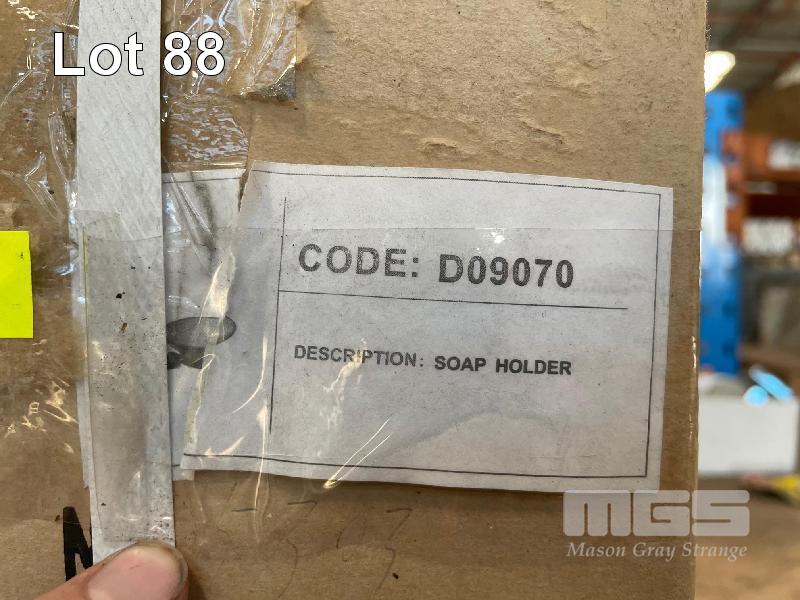 Lot 88
CODE: D09070
DESCRIPTION: SOAP HOLDER
MGS
Mason Gray Strange